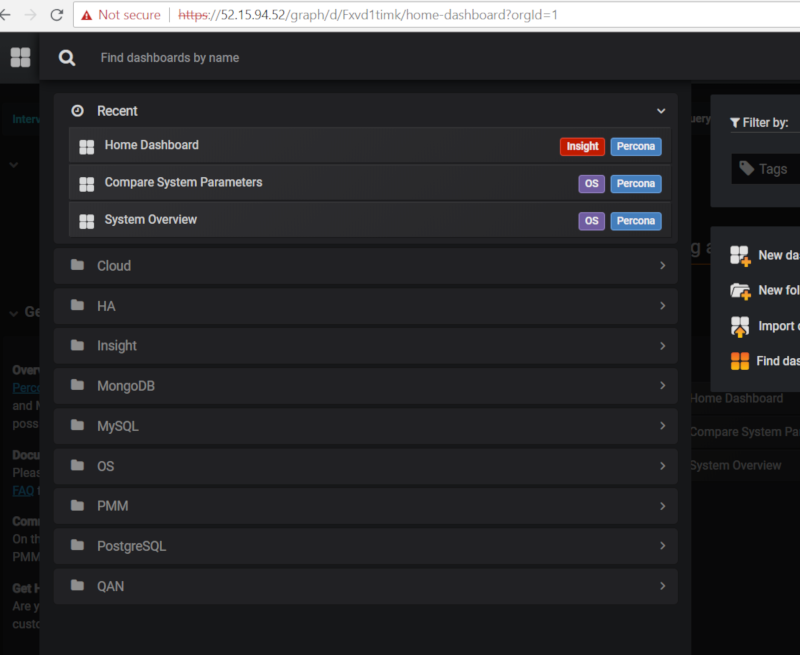 Not secure | https://52.15.94.52/graph/d/Fxvd1timk/home-dashboard?orgId=1
Find dashboards by name
Recent
Home Dashboard Insight Percona
Compare System Parameters OS Percona
System Overview OS Percona
Cloud
HA
Insight
MongoDB
MySQL
OS
PMM
PostgreSQL
QAN
Filter by:
Tags
New da
New fol
Import
Find das
Home Dashboard
Compare System Pa
System Overview
Interv
uery
g a
Ge
Over
Perco
and M
poss
Docu
Pleas
FAQ
Com
On th
PMM
Get H
Are y
custo